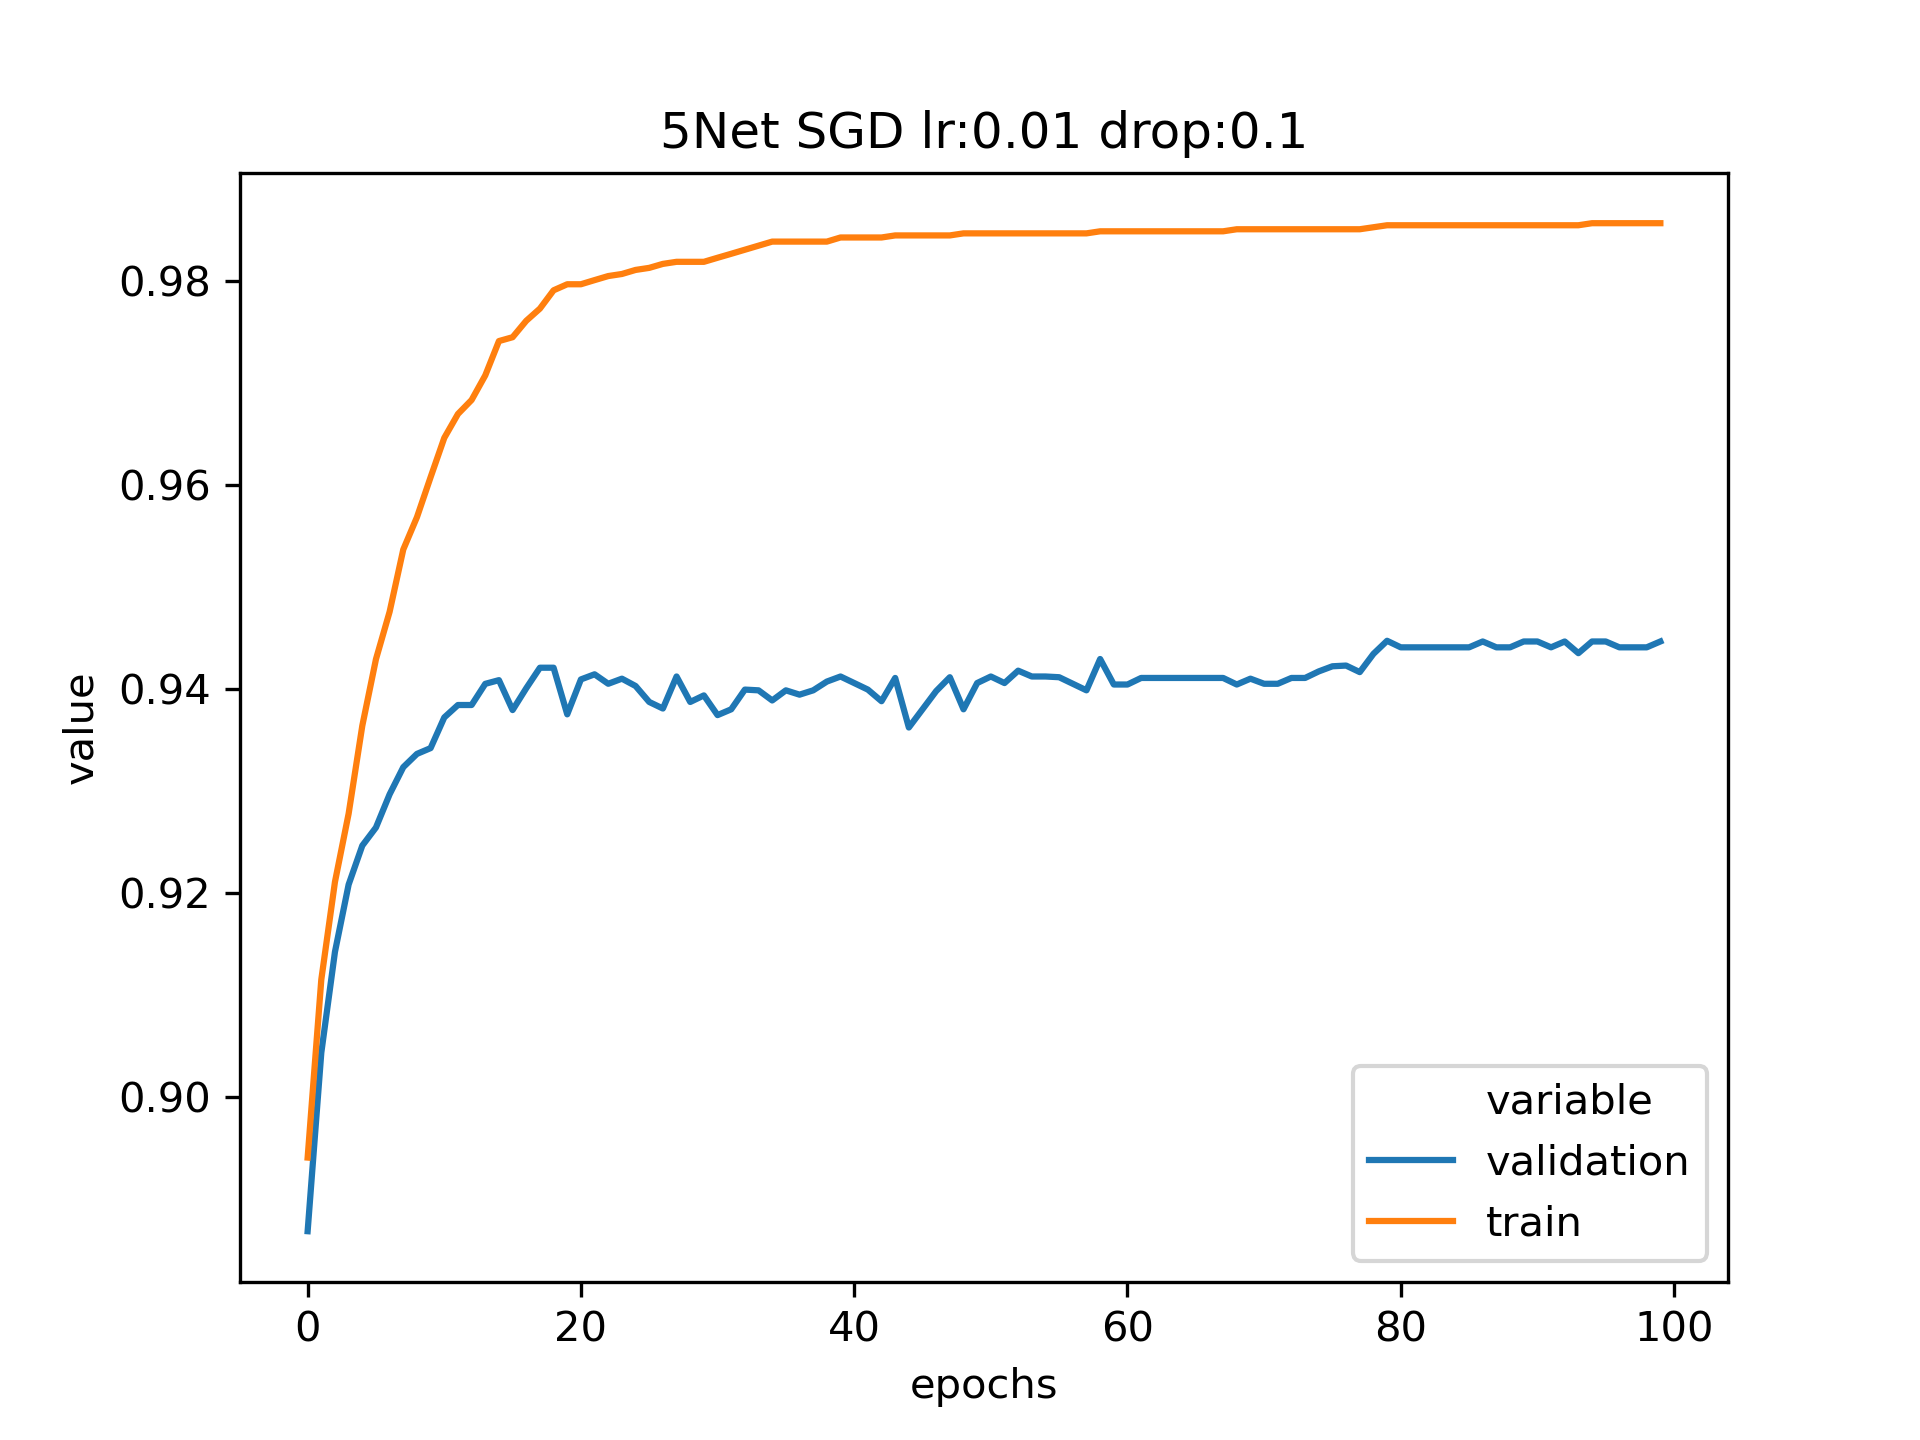 5Net SGD lr:0.01 drop:0.1
0.98
0.96
0.94
0.92
0.90
value
0
20
40
60
80
100
epochs
variable
validation
train